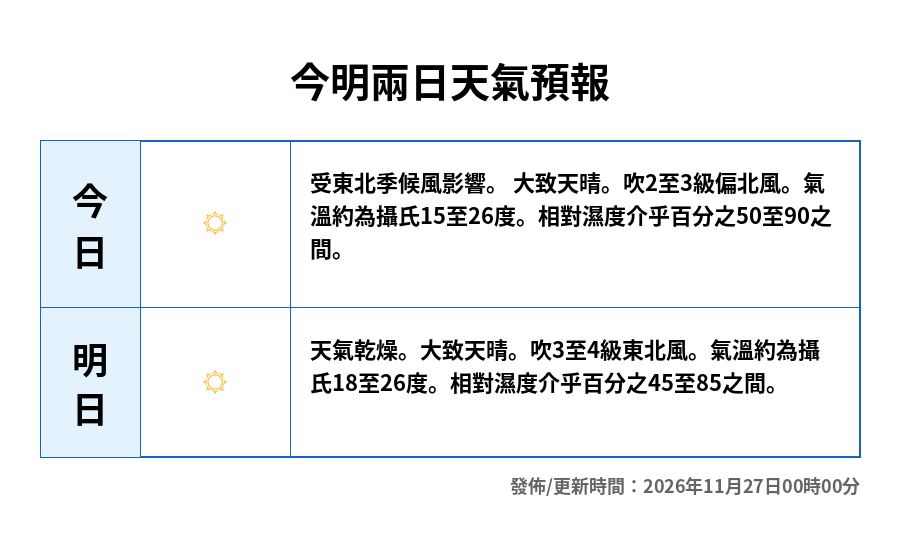 今明兩日天氣預報
今
日
受東北季候風影響。 大致天晴。吹2至3級偏北風。氣
溫約為攝氏15至26度。相對濕度介乎百分之50至90之
間。
明
日
天氣乾燥。大致天晴。吹3至4級東北風。氣溫約為攝
氏18至26度。相對濕度介乎百分之45至85之間。
發佈/更新時間：2026年11月27日00時00分